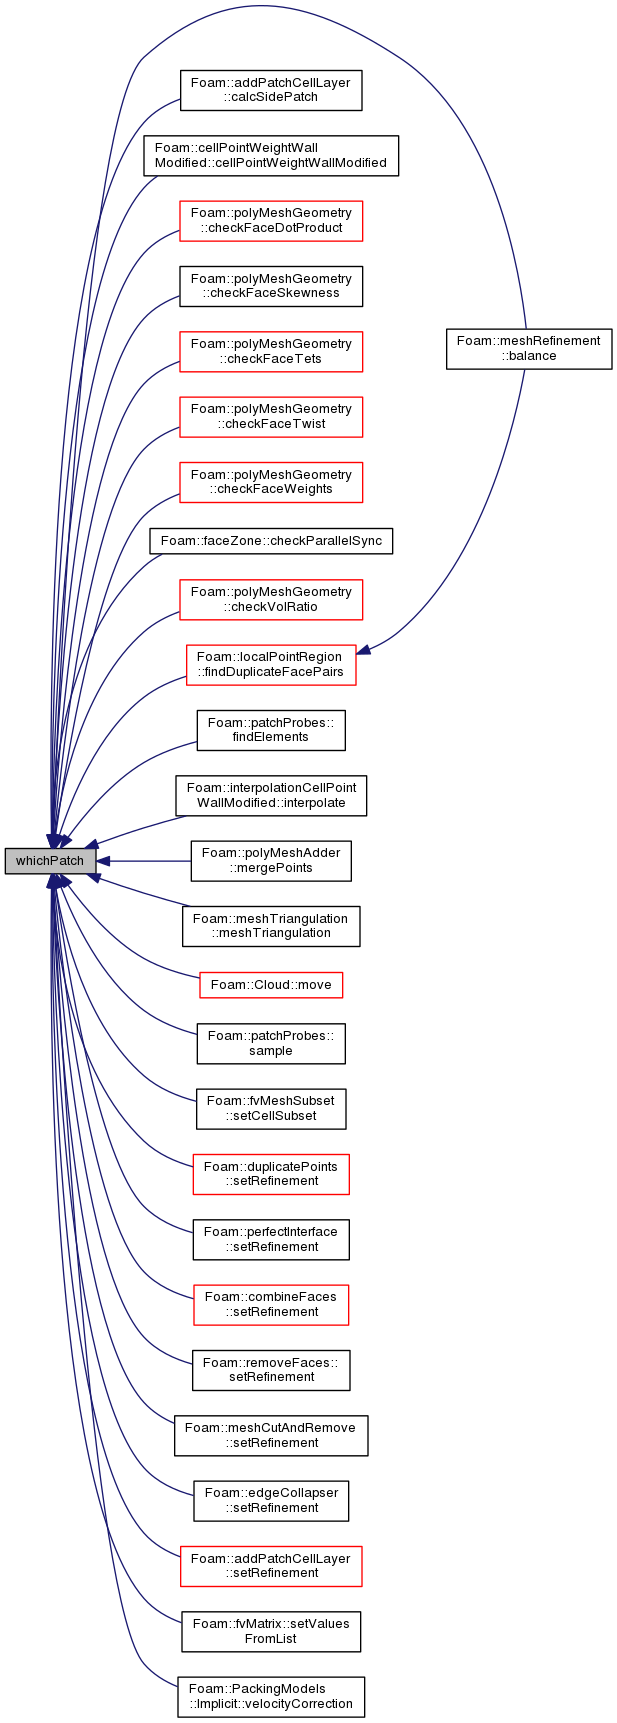 Foam::addPatchCellLayer
::calcSidePatch
Foam::cellPointWeightWall
Modified::cellPointWeightWallModified
Foam::polyMeshGeometry
::checkFaceDotProduct
Foam::polyMeshGeometry
::checkFaceSkewness
Foam::meshRefinement
::balance
Foam::polyMeshGeometry
::checkFaceTets
Foam::polyMeshGeometry
::checkFaceTwist
Foam::polyMeshGeometry
::checkFaceWeights
Foam::faceZone::checkParallelSync
Foam::polyMeshGeometry
::checkVolRatio
Foam::localPointRegion
::findDuplicateFacePairs
Foam::patchProbes::
findElements
Foam::interpolationCellPoint
WallModified::interpolate
whichPatch
Foam::polyMeshAdder
::mergePoints
Foam::meshTriangulation
::meshTriangulation
Foam::Cloud::move
Foam::patchProbes::
sample
Foam::fvMeshSubset
::setCellSubset
Foam::duplicatePoints
::setRefinement
Foam::perfectInterface
::setRefinement
Foam::combineFaces
::setRefinement
Foam::removeFaces::
setRefinement
Foam::meshCutAndRemove
::setRefinement
Foam::edgeCollapser
::setRefinement
Foam::addPatchCellLayer
::setRefinement
Foam::fvMatrix::setValues
FromList
Foam::PackingModels
::Implicit::velocityCorrection